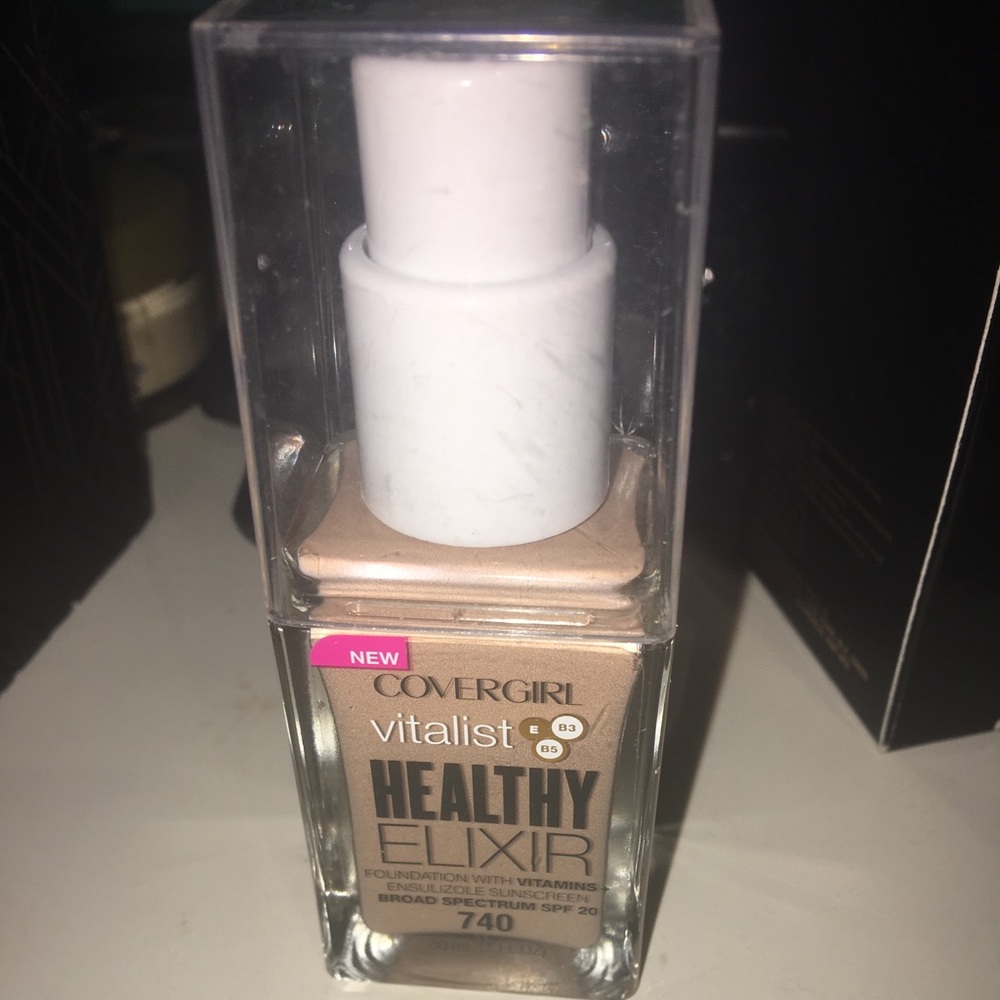 NEW
COVERGIRL
vitalist E B3
B5
HEALTHY
ELIXIR
FOUNDATION WITH VITAMINS
ENSULIZOLE SUNSCREEN
BROAD SPECTRUM SPF 20
740